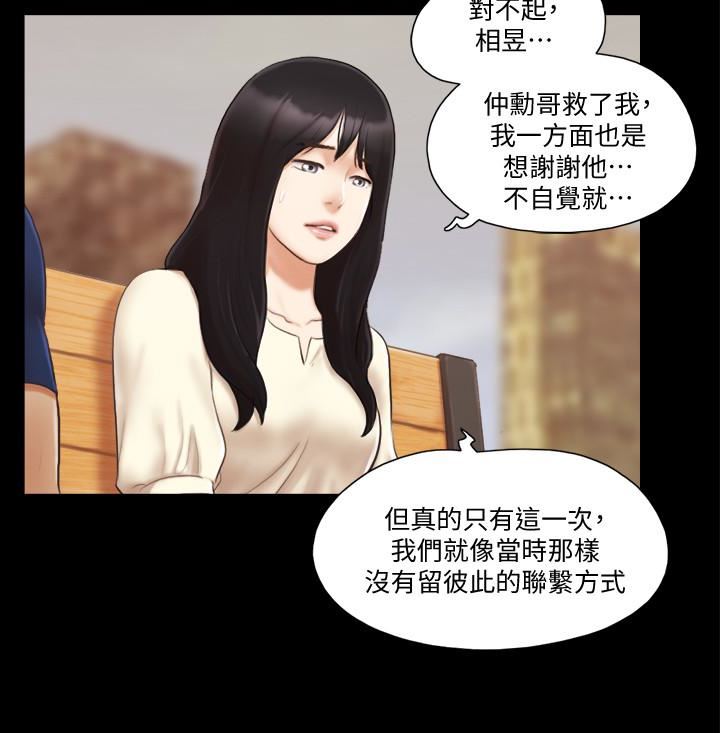 對不起，
相昱…
仲勳哥救了我，
我一方面也是
想謝謝他…
不自覺就…
但真的只有這一次，
我們就像當時那樣
沒有留彼此的聯繫方式